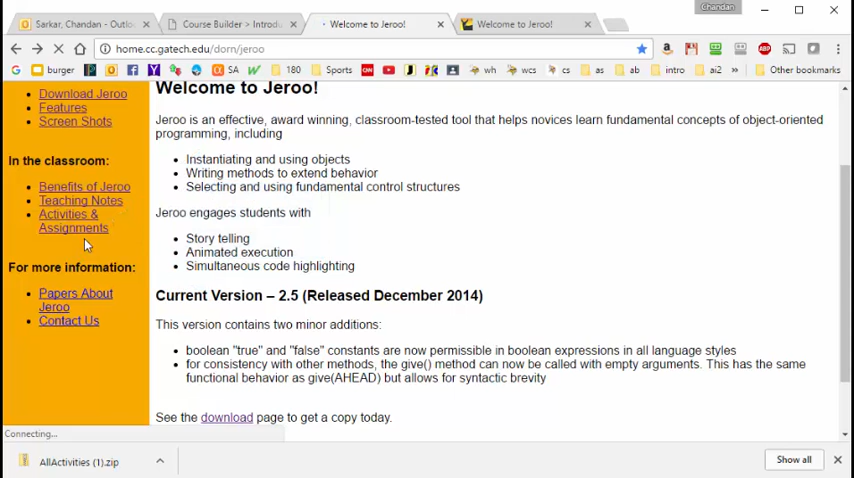 Chandan
Sarkar, Chandan - Outlo
Course Builder > Introdu
Welcome to Jeroo!
Welcome to Jeroo!
home.cc.gatech.edu/dorn/jeroo
burger
SA
180
Sports
wh
wcs
cs
as
ab
intro
ai2
»
Other bookmarks
Download Jeroo
Features
Screen Shots
In the classroom:
Benefits of Jeroo
Teaching Notes
Activities &
Assignments
For more information:
Papers About
Jeroo
Contact Us
Welcome to Jeroo!
Jeroo is an effective, award winning, classroom-tested tool that helps novices learn fundamental concepts of object-oriented
programming, including
Instantiating and using objects
Writing methods to extend behavior
Selecting and using fundamental control structures
Jeroo engages students with
Story telling
Animated execution
Simultaneous code highlighting
Current Version – 2.5 (Released December 2014)
This version contains two minor additions:
boolean "true" and "false" constants are now permissible in boolean expressions in all language styles
for consistency with other methods, the give() method can now be called with empty arguments. This has the same
functional behavior as give(AHEAD) but allows for syntactic brevity
See the download page to get a copy today.
Connecting...
AllActivities (1).zip
Show all